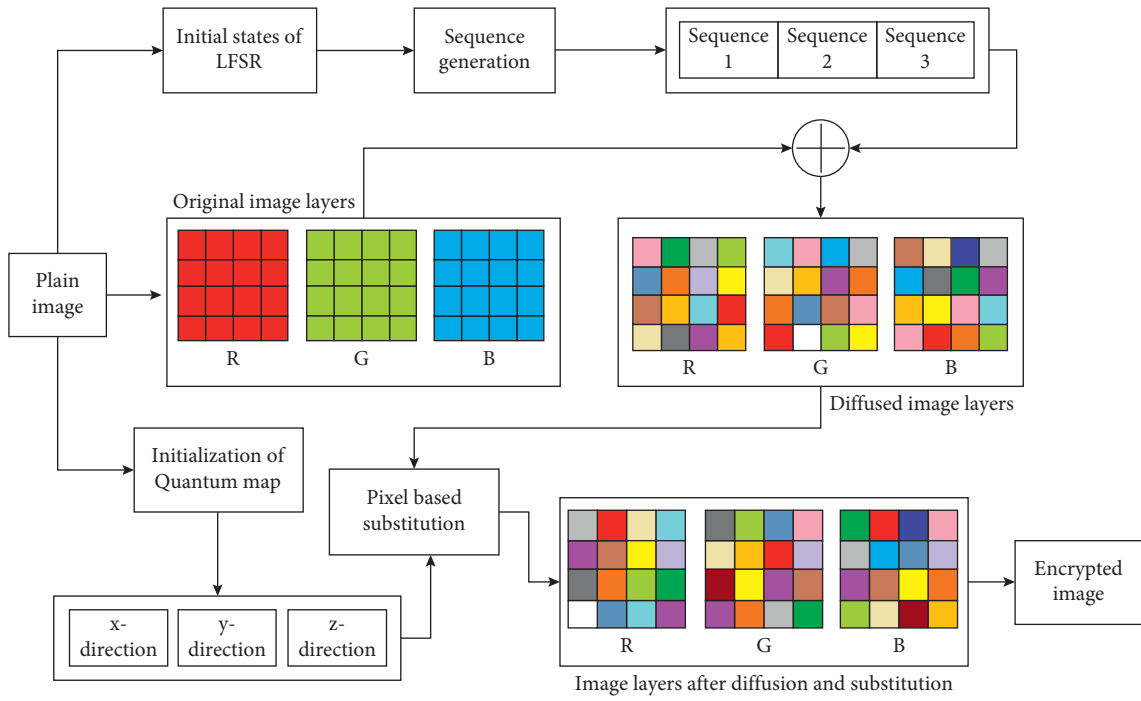 Initial states of
LFSR
Sequence
generation
Sequence
1
Sequence
2
Sequence
3
Original image layers
Plain
image
R
G
B
R
G
B
Diffused image layers
Initialization of
Quantum map
Pixel based
substitution
x-
direction
y-
direction
z-
direction
R
G
B
Image layers after diffusion and substitution
Encrypted
image